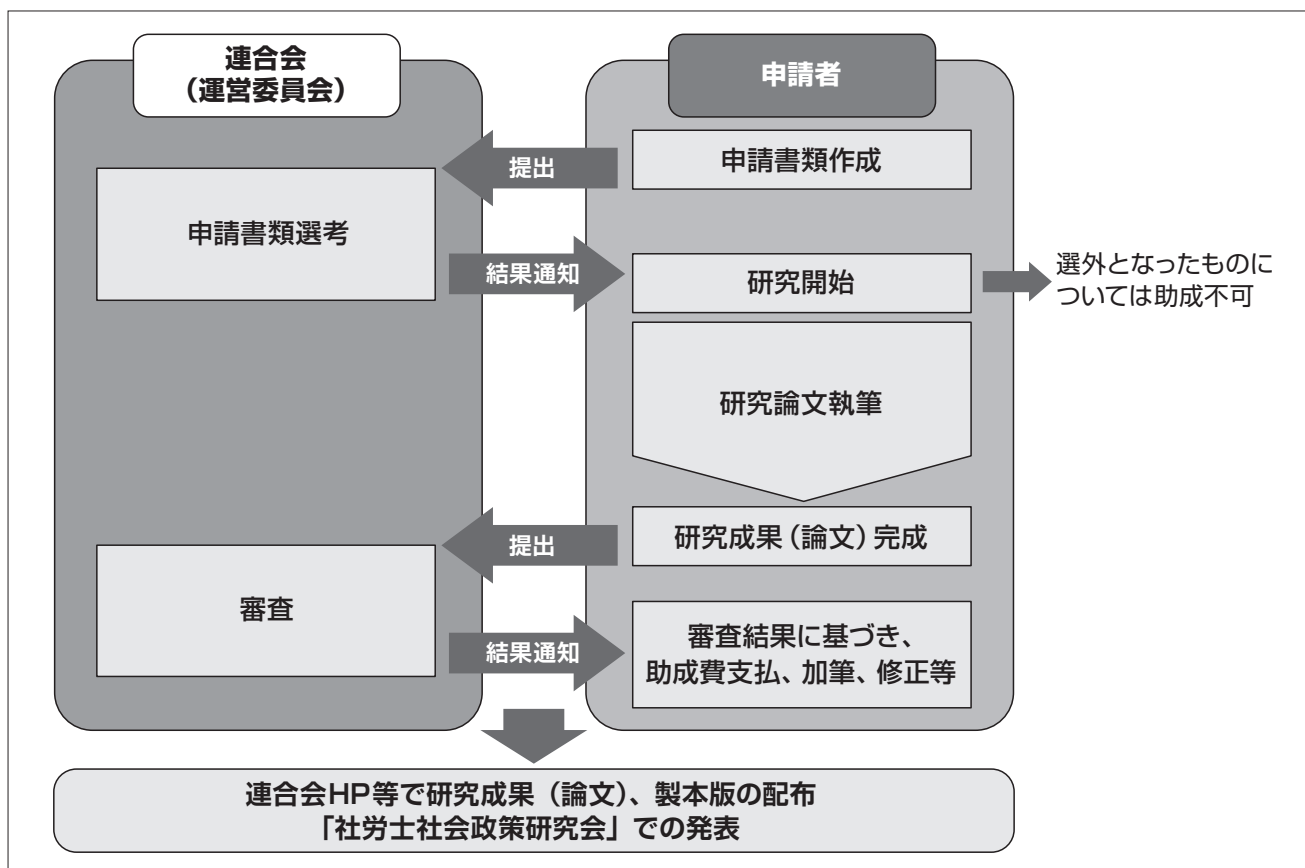 連合会
（運営委員会）
申請者
申請書類作成
提出
申請書類選考
結果通知
研究開始
選外となったものに
ついては助成不可
研究論文執筆
研究成果（論文）完成
提出
審査
結果通知
審査結果に基づき、
助成費支払、加筆、修正等
連合会HP等で研究成果（論文）、製本版の配布
「社労士社会政策研究会」での発表